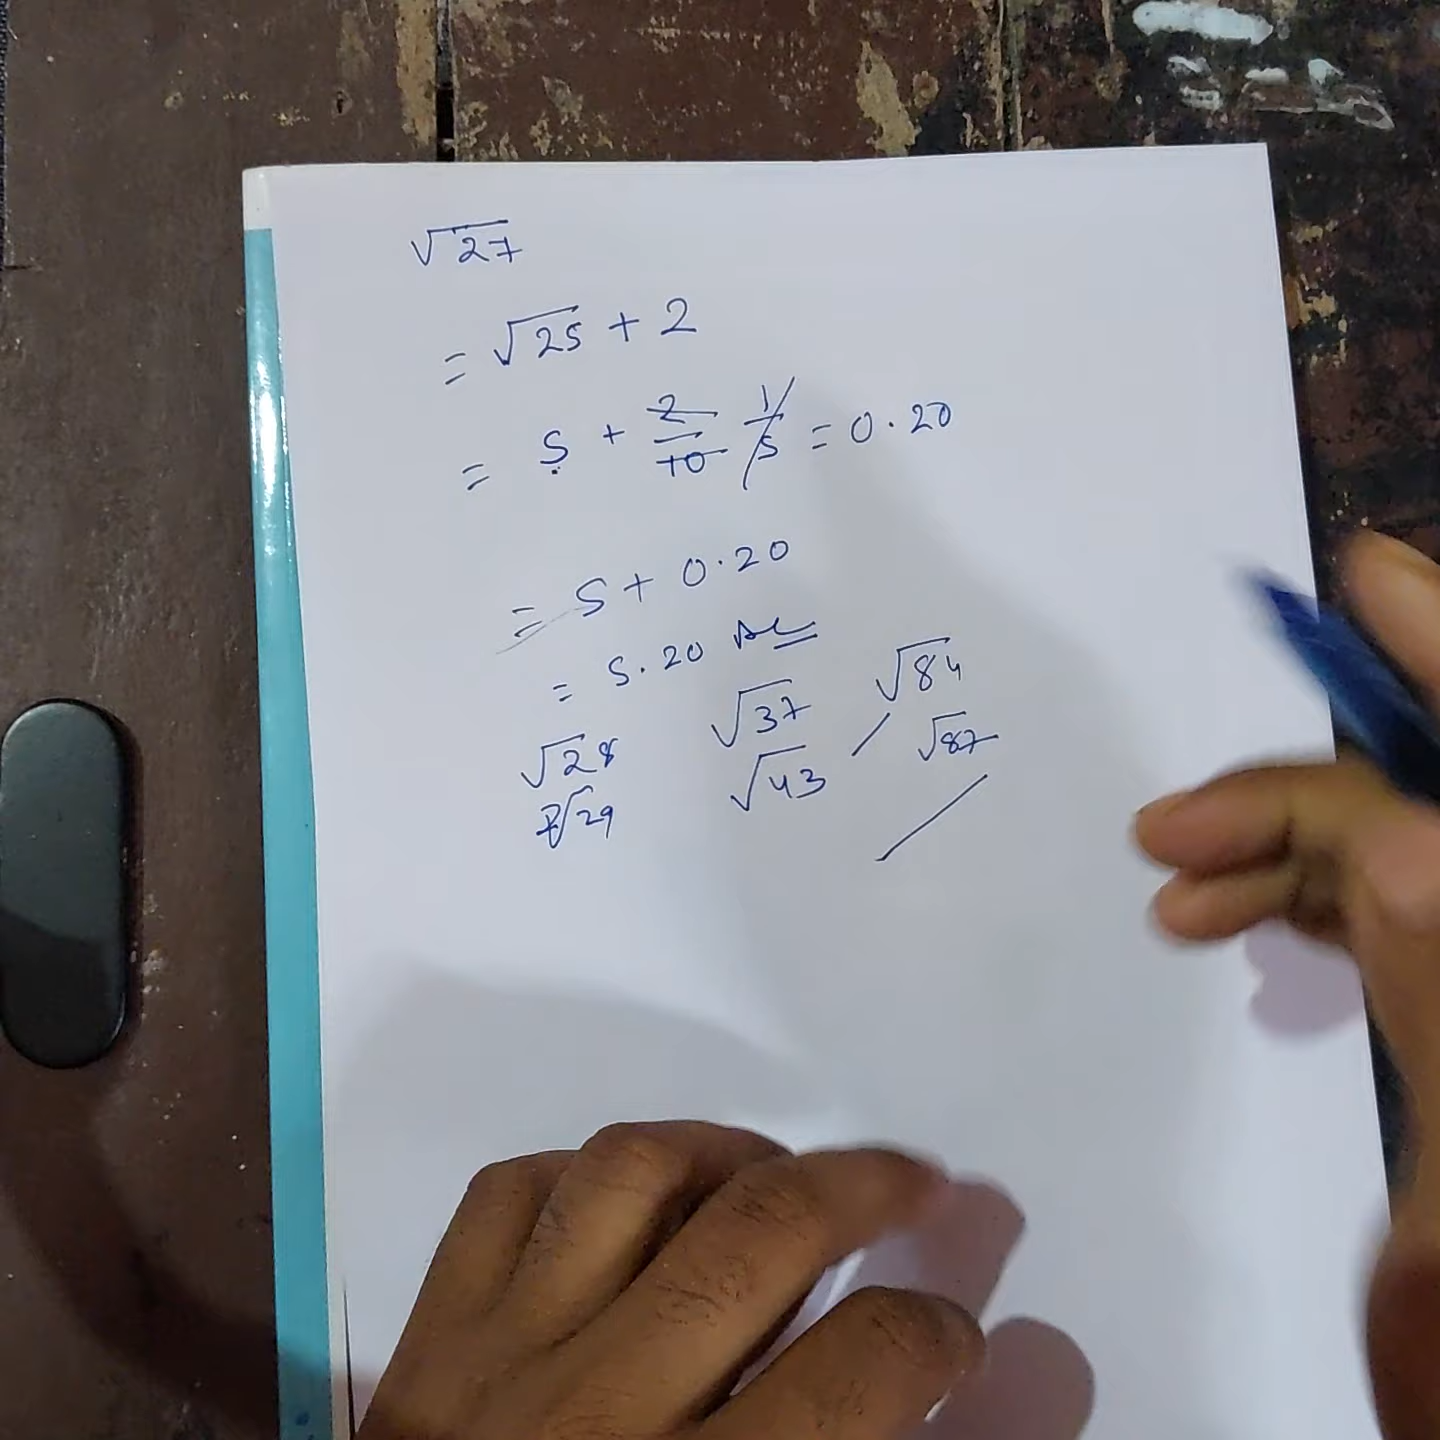 √27
= √25 + 2
= 5 + 2/10 1/5 = 0.20
= 5 + 0.20
= 5.20
√28 √37 √84
√29 √43 √87